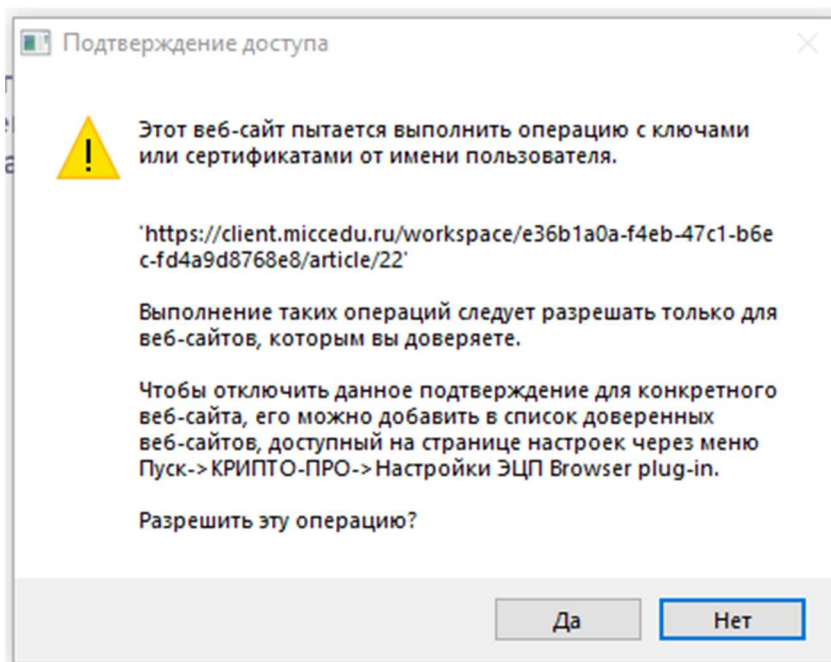 Подтверждение доступа
Этот веб-сайт пытается выполнить операцию с ключами
или сертификатами от имени пользователя.
'https://client.miccedu.ru/workspace/e36b1a0a-f4eb-47c1-b6e
c-fd4a9d8768e8/article/22'
Выполнение таких операций следует разрешать только для
веб-сайтов, которым вы доверяете.
Чтобы отключить данное подтверждение для конкретного
веб-сайта, его можно добавить в список доверенных
веб-сайтов, доступный на странице настроек через меню
Пуск->КРИПТО-ПРО->Настройки ЭЦП Browser plug-in.
Разрешить эту операцию?
Да
Нет